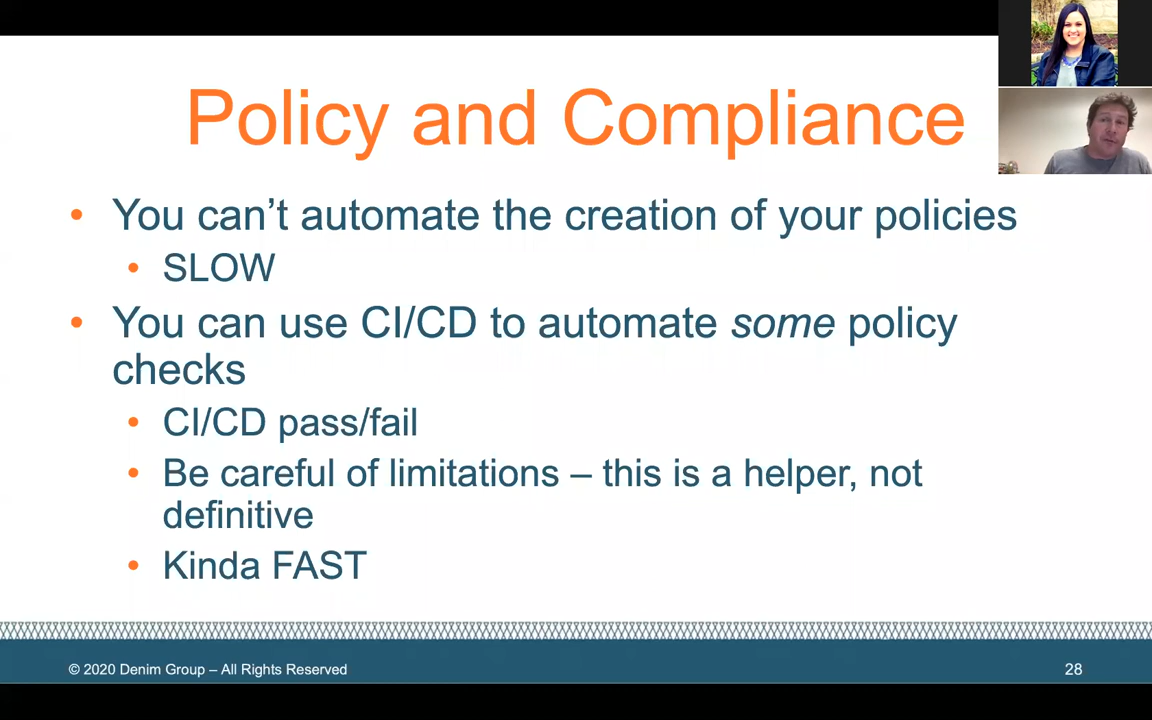 Policy and Compliance
• You can’t automate the creation of your policies
• SLOW
• You can use CI/CD to automate some policy
checks
• CI/CD pass/fail
• Be careful of limitations – this is a helper, not
definitive
• Kinda FAST
© 2020 Denim Group – All Rights Reserved
28